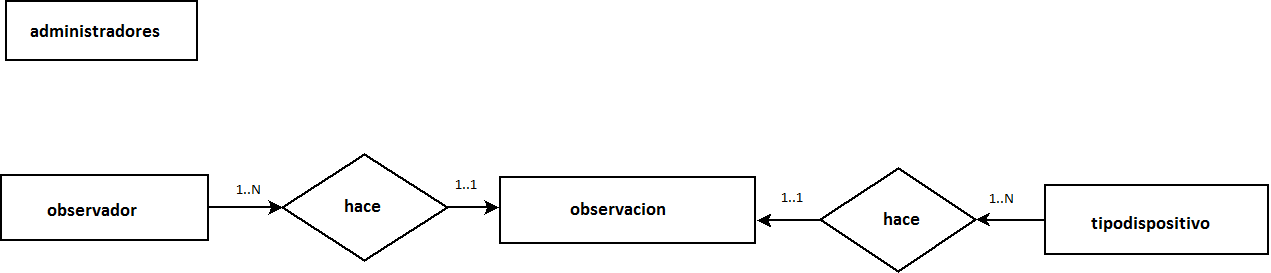 administradores
observador
1..N
hace
1..1
observacion
1..1
hace
1..N
tipodispositivo